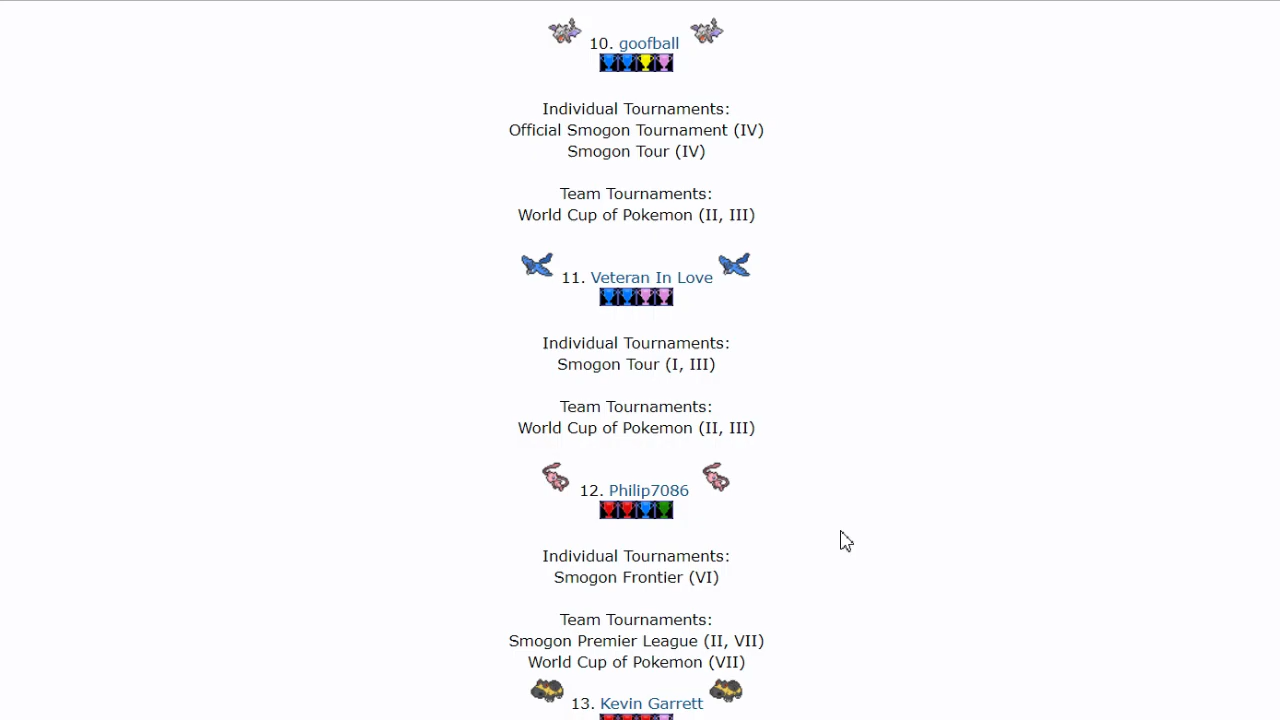 10. goofball
Individual Tournaments:
Official Smogon Tournament (IV)
Smogon Tour (IV)
Team Tournaments:
World Cup of Pokemon (II, III)
11. Veteran In Love
Individual Tournaments:
Smogon Tour (I, III)
Team Tournaments:
World Cup of Pokemon (II, III)
12. Philip7086
Individual Tournaments:
Smogon Frontier (VI)
Team Tournaments:
Smogon Premier League (II, VII)
World Cup of Pokemon (VII)
13. Kevin Garrett